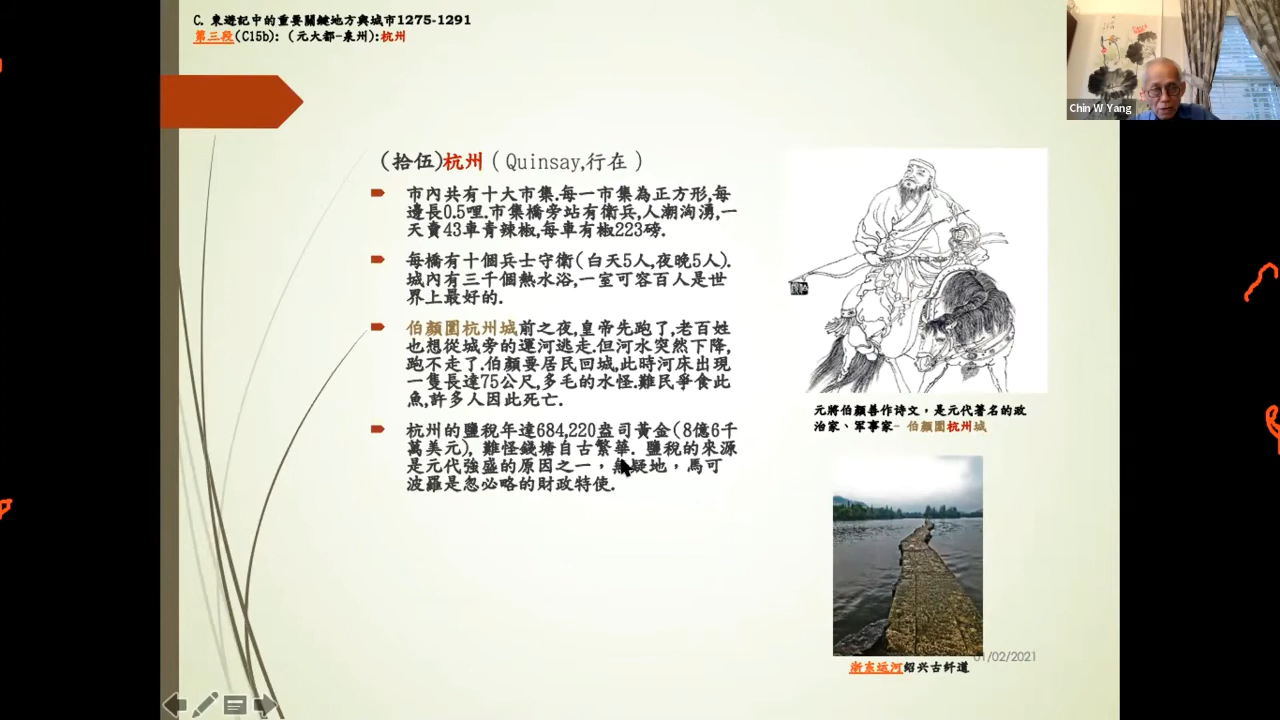 C. 東遊記中的重要關鍵地方與城市1275-1291
第三段(C15b): (元大都-泉州):杭州
Chin W Yang
(拾伍)杭州 ( Quinsay,行在 )
市內共有十大市集.每一市集為正方形,每
邊長0.5哩.市集橋旁站有衛兵,人潮洶湧,一
天賣43車青辣椒,每車有椒223磅.
每橋有十個兵士守衛(白天5人,夜晚5人).
城內有三千個熱水浴,一室可容百人是世
界上最好的.
伯顏圍杭州城前之夜,皇帝先跑了,老百姓
也想從城旁的運河逃走.但河水突然下降,
跑不走了.伯顏要居民回城,此時河床出現
一隻長達75公尺,多毛的水怪.難民爭食此
魚,許多人因此死亡.
杭州的鹽稅年達684,220盎司黃金(8億6千
萬美元), 難怪錢塘自古繁華. 鹽稅的來源
是元代強盛的原因之一，無疑地，馬可
波羅是忽必略的財政特使.
元將伯顏善作诗文，是元代著名的政
治家、军事家- 伯顏圍杭州城
01/02/2021
浙东运河绍兴古纤道